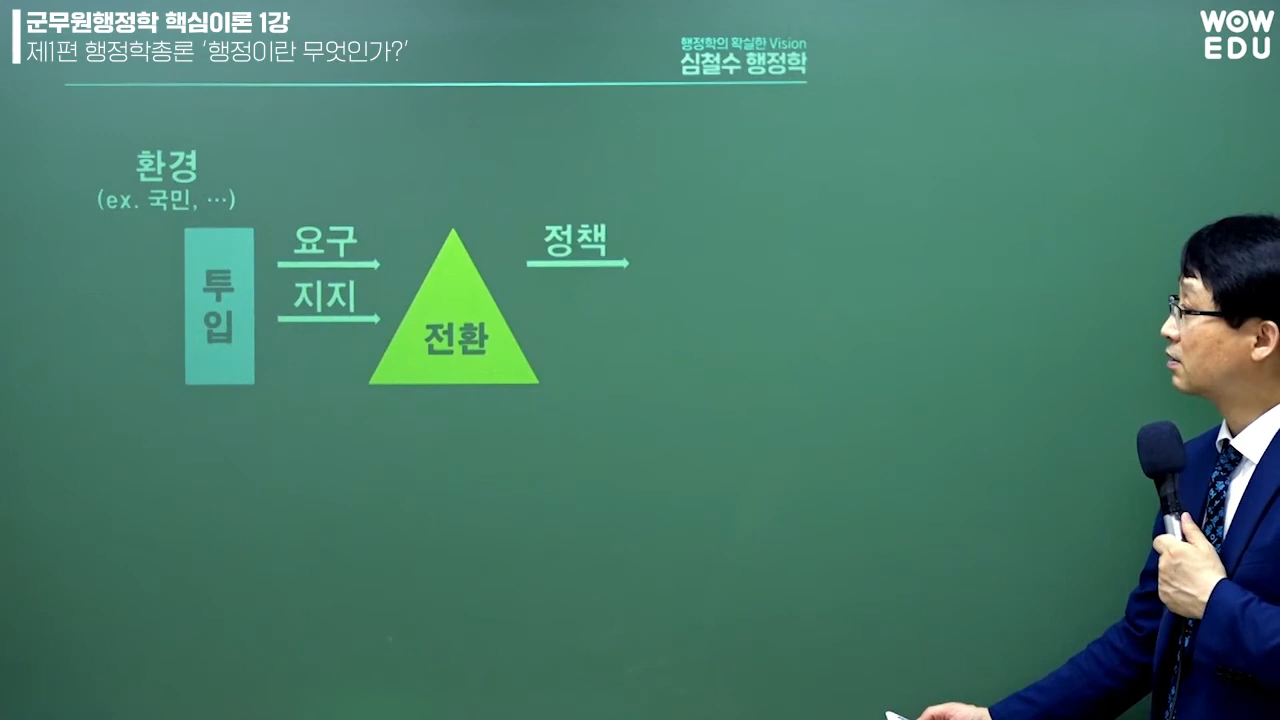 군무원행정학 핵심이론 1강
제1편 행정학총론 '행정이란 무엇인가?'
행정학의 확실한 Vision
심철수 행정학
WOW
EDU
환경
(ex. 국민, …)
투입
요구
지지
전환
정책